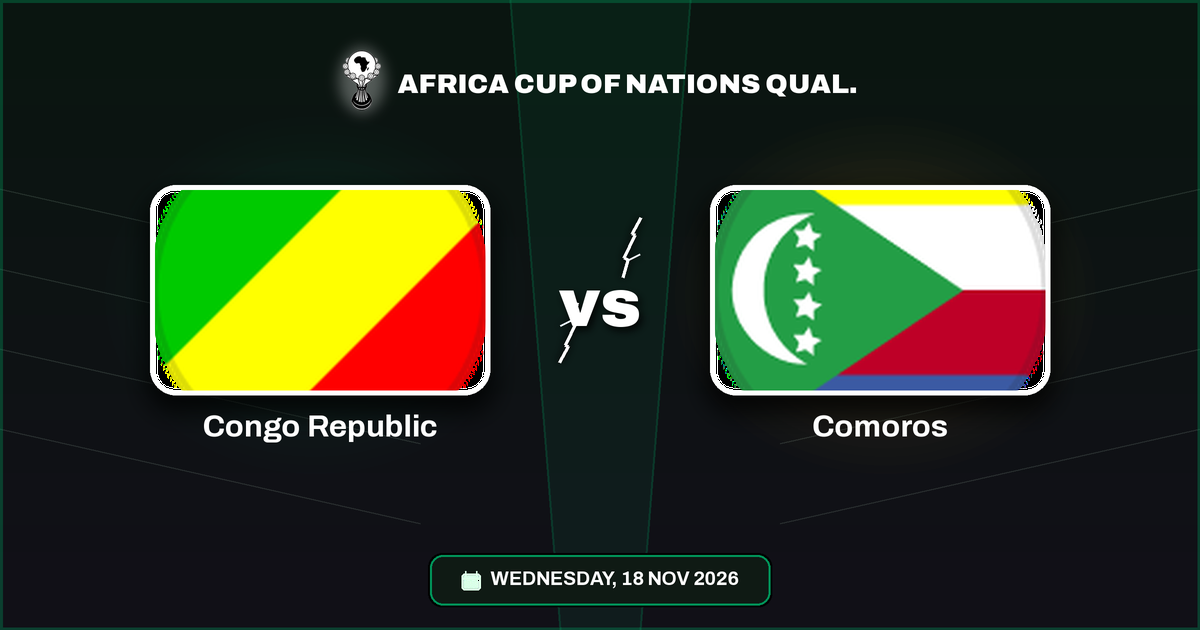 AFRICA CUP OF NATIONS QUAL.
VS
Congo Republic
Comoros
WEDNESDAY, 18 NOV 2026